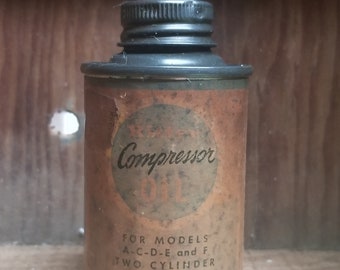 Compressor
OIL
FOR MODELS
A-C-D-E and F
TWO CYLINDER